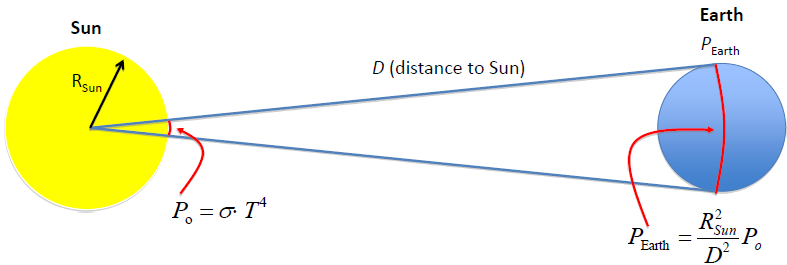 Sun
R_Sun
D (distance to Sun)
Earth
P_Earth
P_o = σ· T^4
P_Earth = R_Sun^2 / D^2 P_o